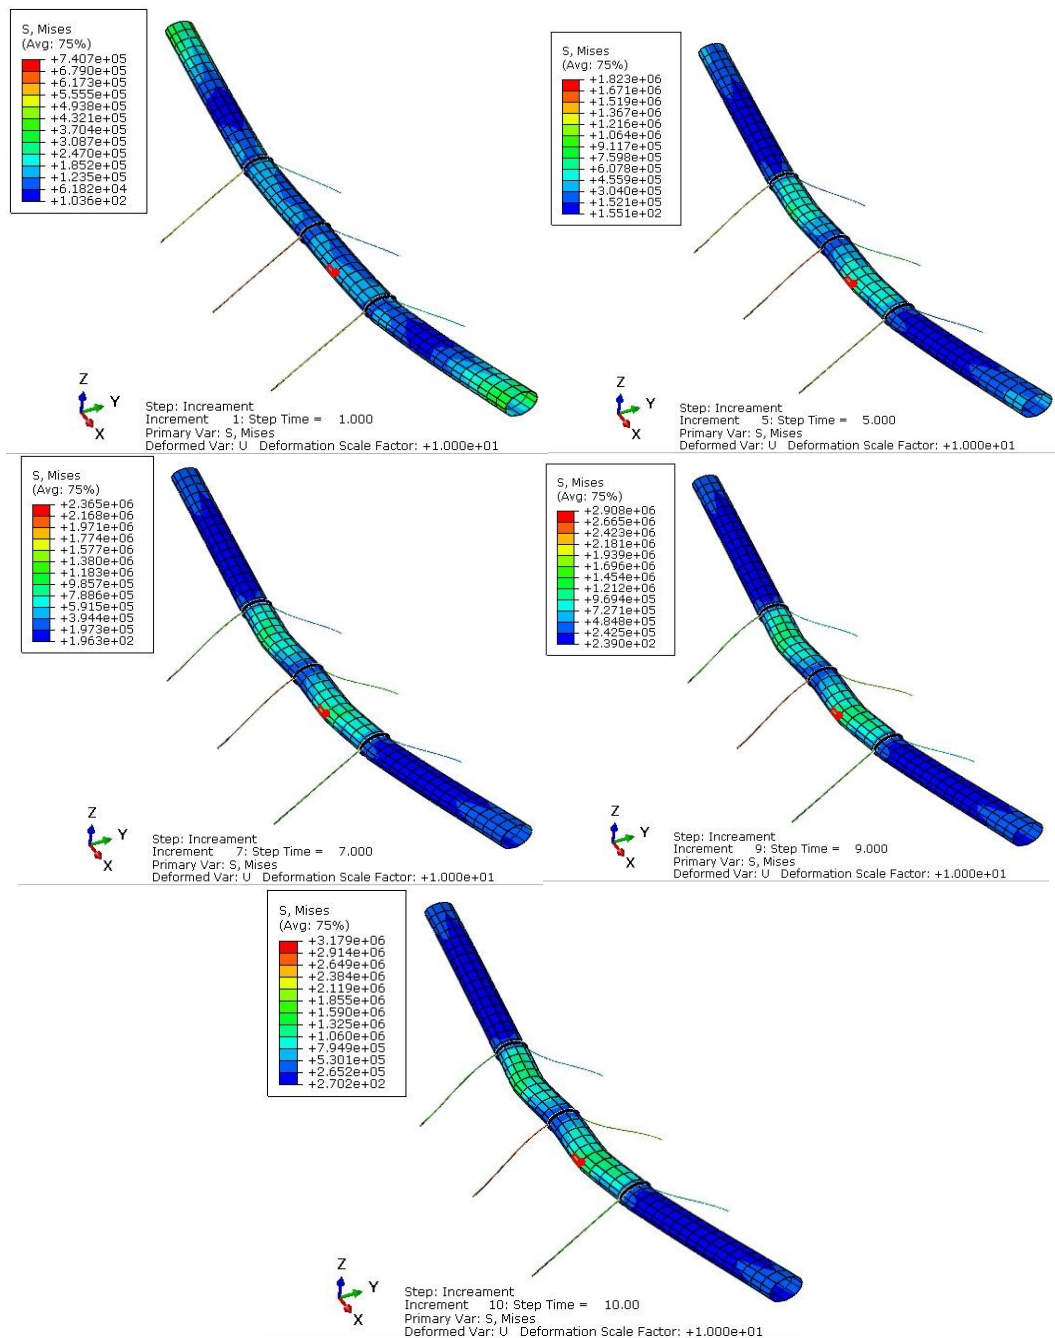 S, Mises
(Avg: 75%)
+7.407e+05
+6.790e+05
+6.173e+05
+5.555e+05
+4.938e+05
+4.321e+05
+3.704e+05
+3.087e+05
+2.470e+05
+1.852e+05
+1.235e+05
+6.182e+04
+1.036e+02
Z
Y
X
Step: Increament
Increment 1: Step Time = 1.000
Primary Var: S, Mises
Deformed Var: U Deformation Scale Factor: +1.000e+01
S, Mises
(Avg: 75%)
+1.823e+06
+1.671e+06
+1.519e+06
+1.367e+06
+1.216e+06
+1.064e+06
+9.117e+05
+7.598e+05
+6.078e+05
+4.559e+05
+3.040e+05
+1.521e+05
+1.551e+02
Z
Y
X
Step: Increament
Increment 5: Step Time = 5.000
Primary Var: S, Mises
Deformed Var: U Deformation Scale Factor: +1.000e+01
S, Mises
(Avg: 75%)
+2.365e+06
+2.168e+06
+1.971e+06
+1.774e+06
+1.577e+06
+1.380e+06
+1.183e+06
+9.857e+05
+7.886e+05
+5.915e+05
+3.944e+05
+1.973e+05
+1.963e+02
Z
Y
X
Step: Increament
Increment 7: Step Time = 7.000
Primary Var: S, Mises
Deformed Var: U Deformation Scale Factor: +1.000e+01
S, Mises
(Avg: 75%)
+2.908e+06
+2.665e+06
+2.423e+06
+2.181e+06
+1.939e+06
+1.696e+06
+1.454e+06
+1.212e+06
+9.694e+05
+7.271e+05
+4.848e+05
+2.425e+05
+2.390e+02
Z
Y
X
Step: Increament
Increment 9: Step Time = 9.000
Primary Var: S, Mises
Deformed Var: U Deformation Scale Factor: +1.000e+01
S, Mises
(Avg: 75%)
+3.179e+06
+2.914e+06
+2.649e+06
+2.384e+06
+2.119e+06
+1.855e+06
+1.590e+06
+1.325e+06
+1.060e+06
+7.949e+05
+5.301e+05
+2.652e+05
+2.702e+02
Z
Y
X
Step: Increament
Increment 10: Step Time = 10.00
Primary Var: S, Mises
Deformed Var: U Deformation Scale Factor: +1.000e+01